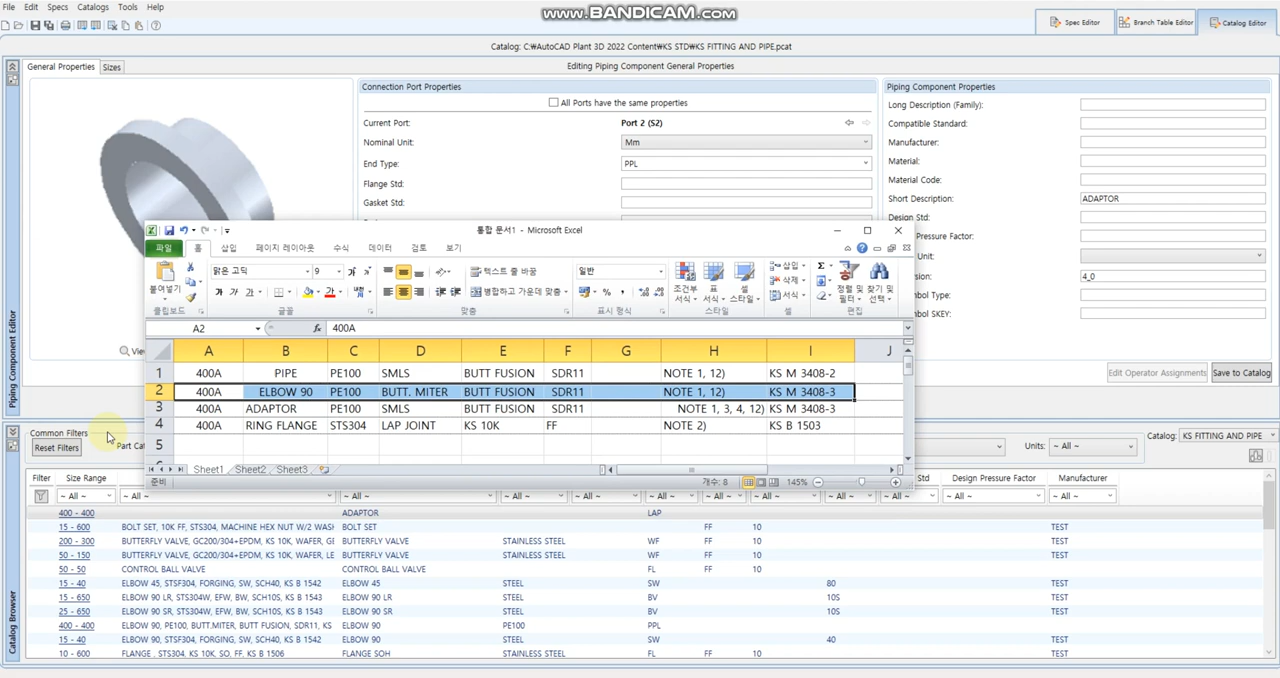 www.BANDICAM.com
File Edit Specs Catalogs Tools Help
Spec Editor Branch Table Editor Catalog Editor
Catalog: C:₩AutoCAD Plant 3D 2022 Content₩KS STD₩KS FITTING AND PIPE.pcat
General Properties Sizes
Editing Piping Component General Properties
Connection Port Properties
All Ports have the same properties
Current Port: Port 2 (S2)
Nominal Unit: Mm
End Type: PPL
Flange Std:
Gasket Std:
Piping Component Properties
Long Description (Family):
Compatible Standard:
Manufacturer:
Material:
Material Code:
Short Description: ADAPTOR
Design Std:
Pressure Factor:
Unit:
4_0
Edit Operator Assignments Save to Catalog
Piping Component Editor
통합 문서1 - Microsoft Excel
파일 홈 삽입 페이지 레이아웃 수식 데이터 검토 보기
붙여넣기
맑은 고딕 9
가 가 가
텍스트 줄 바꿈
병합하고 가운데 맞춤
일반
조건부 서식 표 서식 셀 스타일
삽입
삭제
서식
정렬 및 필터 찾기 및 선택
클립보드 글꼴 맞춤 표시 형식 스타일 셀 편집
A2 fx 400A
A B C D E F G H I J
1 400A PIPE PE100 SMLS BUTT FUSION SDR11 NOTE 1, 12) KS M 3408-2
2 400A ELBOW 90 PE100 BUTT. MITER BUTT FUSION SDR11 NOTE 1, 12) KS M 3408-3
3 400A ADAPTOR PE100 SMLS BUTT FUSION SDR11 NOTE 1, 3, 4, 12) KS M 3408-3
4 400A RING FLANGE STS304 LAP JOINT KS 10K FF NOTE 2) KS B 1503
5
Sheet1 Sheet2 Sheet3
준비 개수: 8 145%
Common Filters
Reset Filters Part Cat
Units: ~ All ~ Catalog: KS FITTING AND PIPE
Catalog Browser
Filter Size Range Std Design Pressure Factor Manufacturer
~ All ~ ~ All ~ ~ All ~ ~ All ~ ~ All ~ ~ All ~ ~ All ~ ~ All ~ ~ All ~ ~ All ~ ~ All ~
400 - 400 ADAPTOR LAP
15 - 600 BOLT SET, 10K FF, STS304, MACHINE HEX NUT W/2 WASH BOLT SET FF 10 TEST
200 - 300 BUTTERFLY VALVE, GC200/304+EPDM, KS 10K, WAFER, GE BUTTERFLY VALVE STAINLESS STEEL WF FF 10 TEST
50 - 150 BUTTERFLY VALVE, GC200/304+EPDM, KS 10K, WAFER, LE BUTTERFLY VALVE STAINLESS STEEL WF FF 10 TEST
50 - 50 CONTROL BALL VALVE CONTROL BALL VALVE FL FF 10 TEST
15 - 40 ELBOW 45, STSF304, FORGING, SW, SCH40, KS B 1542 ELBOW 45 STEEL SW 80 TEST
15 - 650 ELBOW 90 LR, STS304W, EFW, BW, SCH10S, KS B 1543 ELBOW 90 LR STEEL BV 10S TEST
25 - 650 ELBOW 90 SR, STS304W, EFW, BW, SCH10S, KS B 1543 ELBOW 90 SR STEEL BV 10S TEST
400 - 400 ELBOW 90, PE100, BUTT.MITER, BUTT FUSION, SDR11, KS ELBOW 90 PE100 PPL
15 - 40 ELBOW 90, STSF304, FORGING, SW, SCH40, KS B 1542 ELBOW 90 STEEL SW 40 TEST
10 - 600 FLANGE , KS 10K, SO, FF, KS B 1506 FLANGE SOH STAINLESS STEEL FL FF 10 TEST